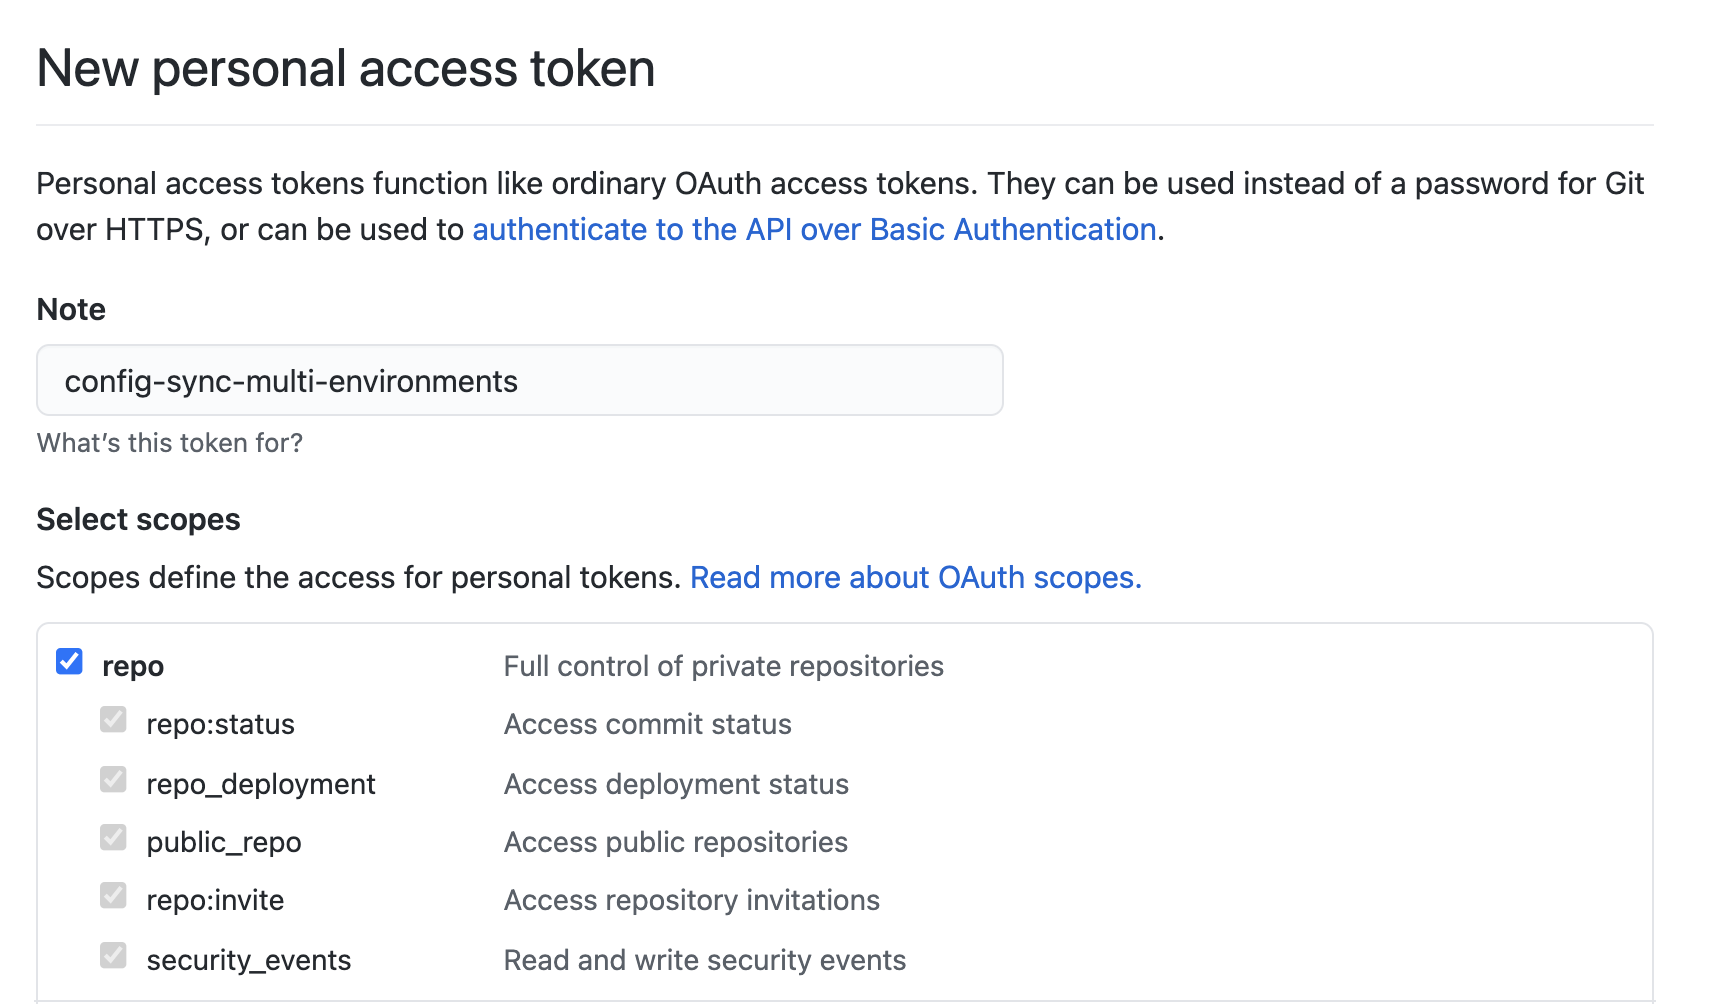 New personal access token
Personal access tokens function like ordinary OAuth access tokens. They can be used instead of a password for Git
over HTTPS, or can be used to authenticate to the API over Basic Authentication.
Note
config-sync-multi-environments
What's this token for?
Select scopes
Scopes define the access for personal tokens. Read more about OAuth scopes.
repo Full control of private repositories
repo:status Access commit status
repo_deployment Access deployment status
public_repo Access public repositories
repo:invite Access repository invitations
security_events Read and write security events